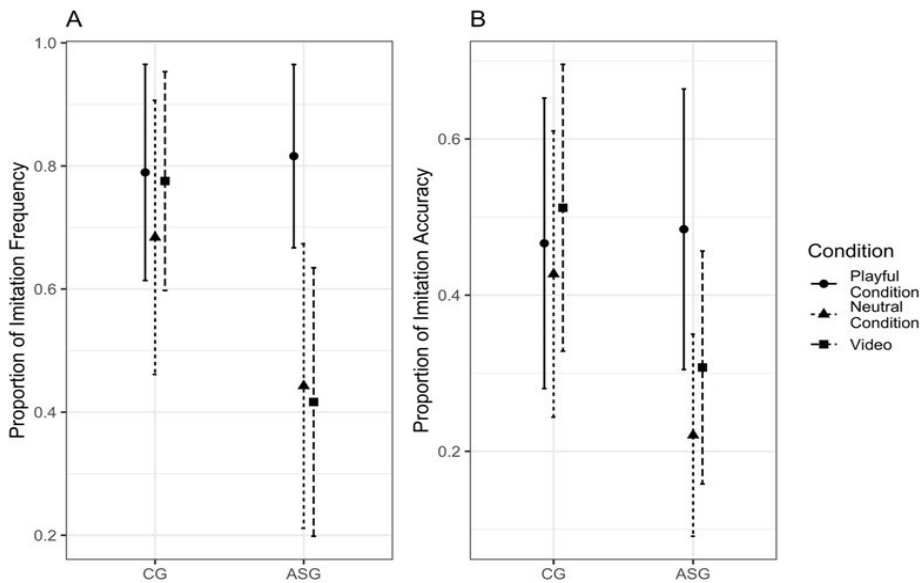 A
Proportion of Imitation Frequency
1.0
0.8
0.6
0.4
0.2
CG
ASG
B
Proportion of Imitation Accuracy
0.6
0.4
0.2
CG
ASG
Condition
Playful
Condition
Neutral
Condition
Video